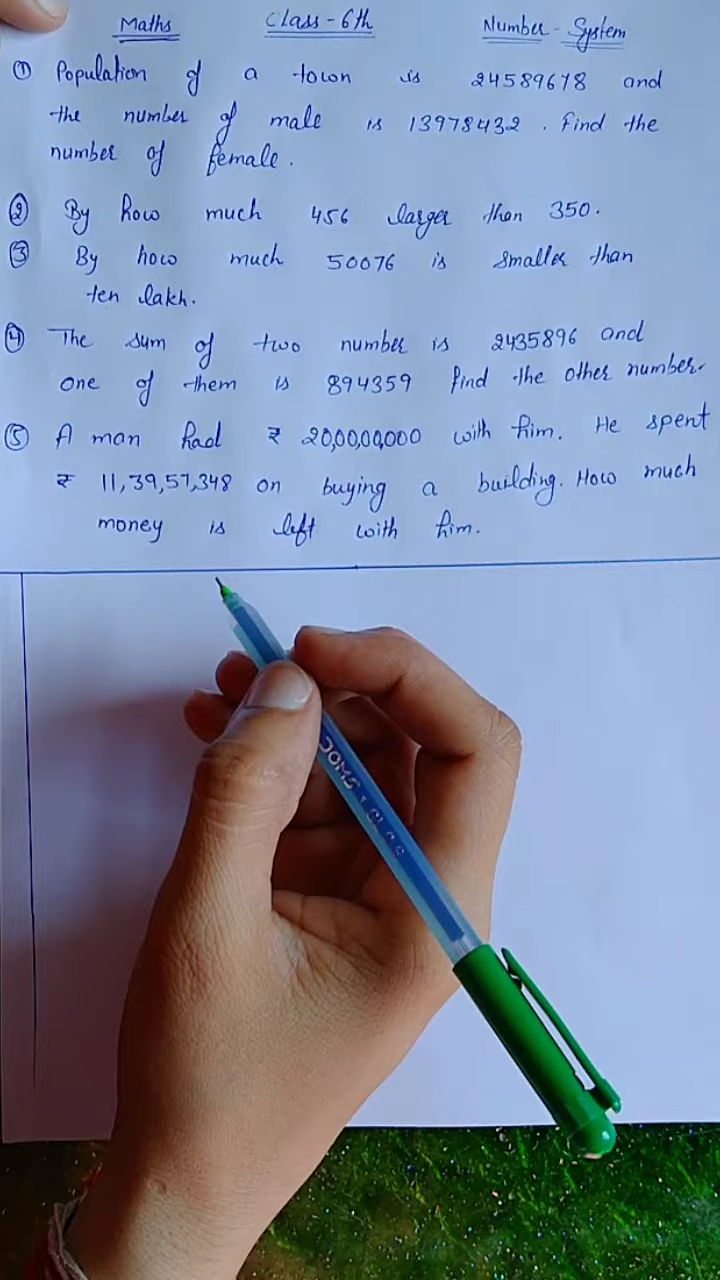 Maths Class-6th Number-System
① Population of a town is 24589678 and
the number of male is 13978432. Find the
number of female.
② By how much 456 larger than 350.
③ By how much 50076 is smaller than
ten lakh.
④ The sum of two number is 2435896 and
one of them is 894359 find the other number.
⑤ A man had ₹ 20,00,00,000 with him. He spent
₹ 11,39,57,348 on buying a building. How much
money is left with him.
DOMS